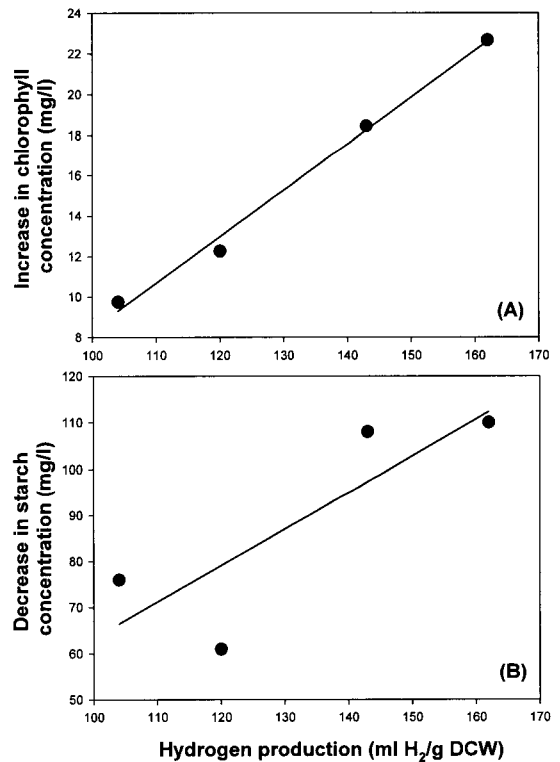 24
22
20
18
16
14
12
10
8
Increase in chlorophyll
concentration (mg/l)
(A)
100 110 120 130 140 150 160 170
120
110
100
90
80
70
60
50
Decrease in starch
concentration (mg/l)
(B)
100 110 120 130 140 150 160 170
Hydrogen production (ml H₂/g DCW)